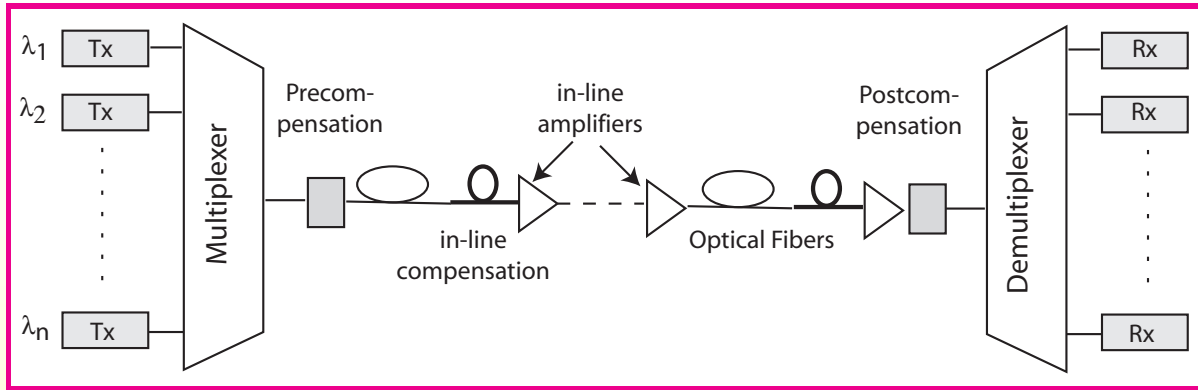 λ1
Tx
λ2
Tx
λn
Tx
Multiplexer
Precom-
pensation
in-line
compensation
in-line
amplifiers
Optical Fibers
Postcom-
pensation
Demultiplexer
Rx
Rx
Rx